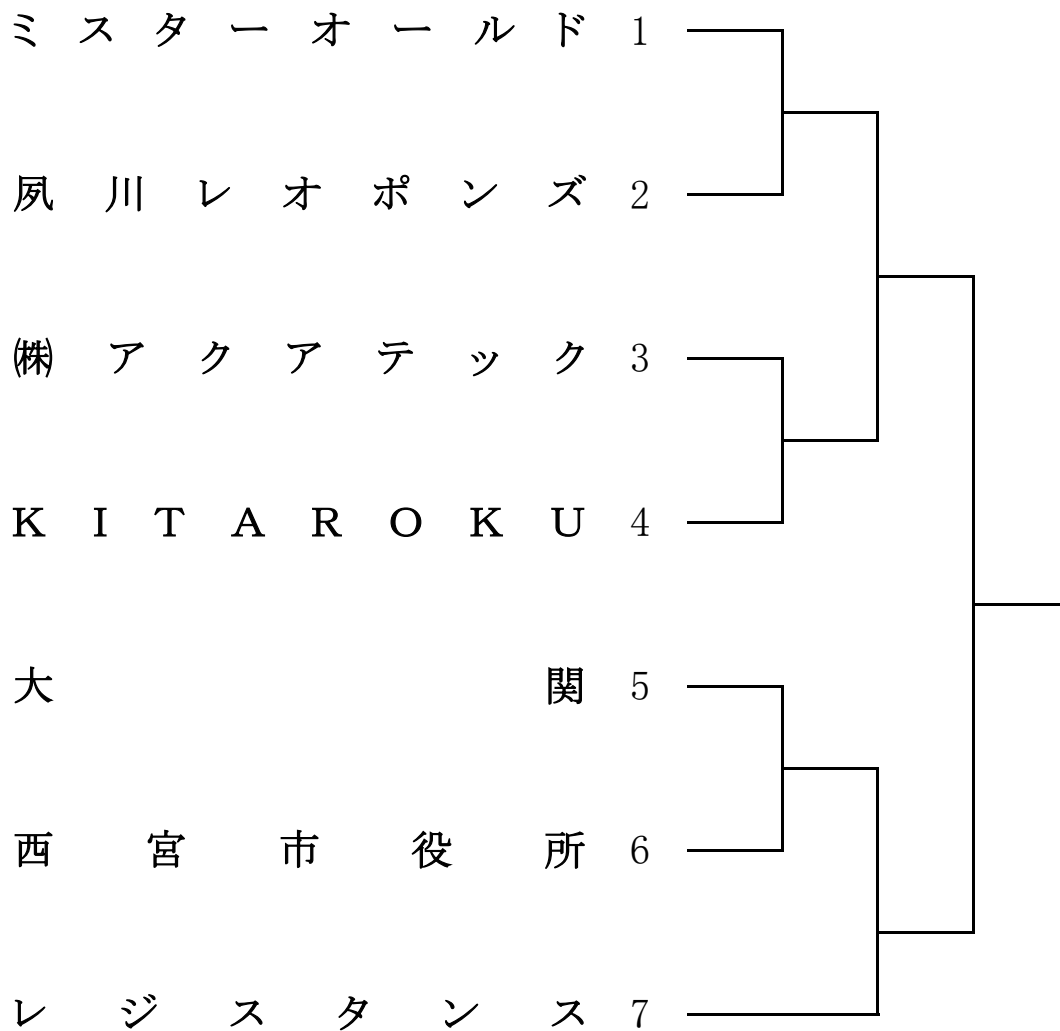 ミスターオールド 1
夙川レオポンズ 2
㈱アクアテック 3
KITAROKU 4
大関 5
西宮市役所 6
レジスタンス 7